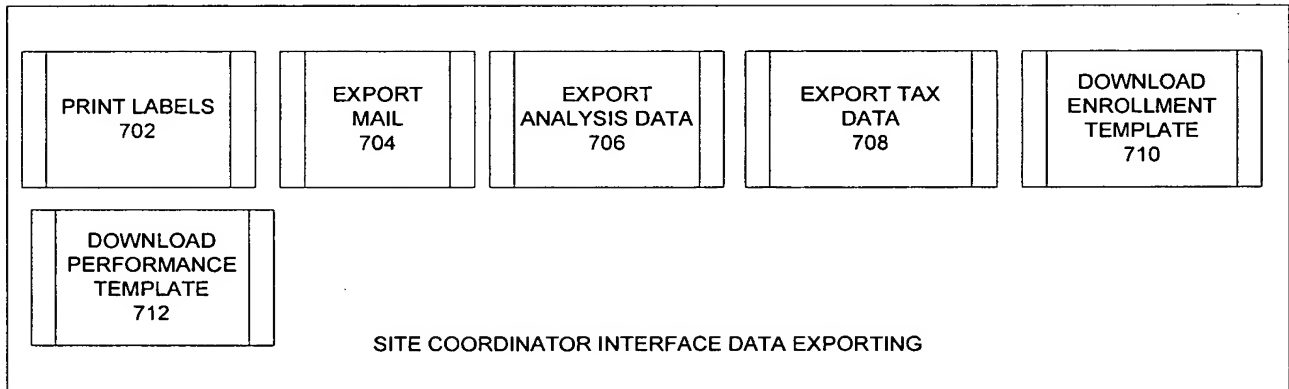 PRINT LABELS
702
EXPORT
MAIL
704
EXPORT
ANALYSIS DATA
706
EXPORT TAX
DATA
708
DOWNLOAD
ENROLLMENT
TEMPLATE
710
DOWNLOAD
PERFORMANCE
TEMPLATE
712
SITE COORDINATOR INTERFACE DATA EXPORTING